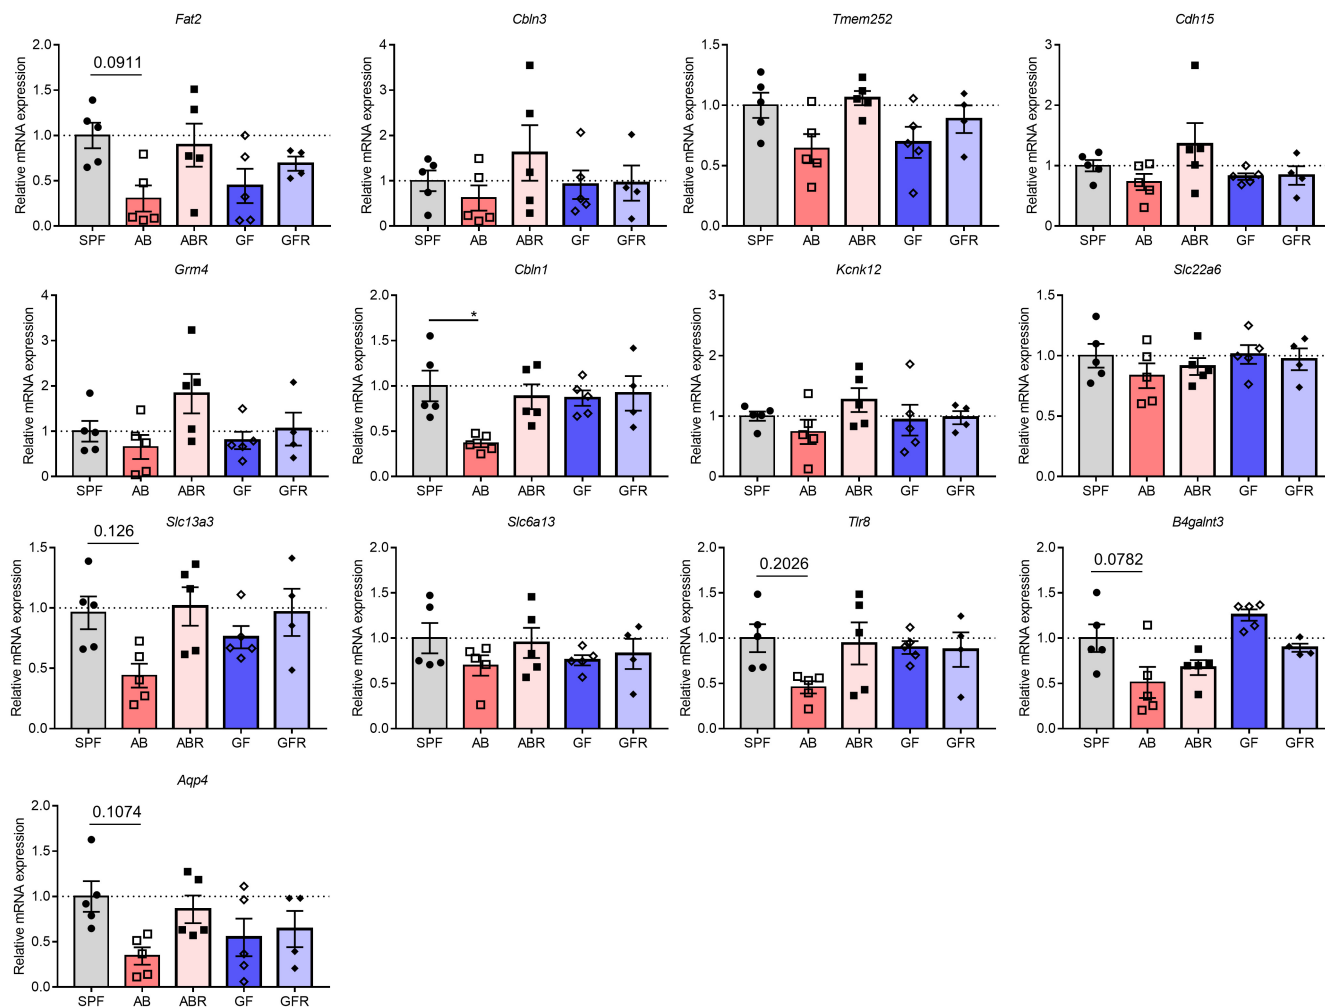 Fat2
Relative mRNA expression
2.0
1.5
1.0
0.5
0.0
0.0911
SPF AB ABR GF GFR
Cbln3
Relative mRNA expression
4
3
2
1
0
SPF AB ABR GF GFR
Tmem252
Relative mRNA expression
1.5
1.0
0.5
0.0
SPF AB ABR GF GFR
Cdh15
Relative mRNA expression
3
2
1
0
SPF AB ABR GF GFR
Grm4
Relative mRNA expression
4
3
2
1
0
SPF AB ABR GF GFR
Cbln1
Relative mRNA expression
2.0
1.5
1.0
0.5
0.0
*
SPF AB ABR GF GFR
Kcnk12
Relative mRNA expression
3
2
1
0
SPF AB ABR GF GFR
Slc22a6
Relative mRNA expression
1.5
1.0
0.5
0.0
SPF AB ABR GF GFR
Slc13a3
Relative mRNA expression
1.5
1.0
0.5
0.0
0.126
SPF AB ABR GF GFR
Slc6a13
Relative mRNA expression
2.0
1.5
1.0
0.5
0.0
SPF AB ABR GF GFR
Tlr8
Relative mRNA expression
2.0
1.5
1.0
0.5
0.0
0.2026
SPF AB ABR GF GFR
B4galnt3
Relative mRNA expression
2.0
1.5
1.0
0.5
0.0
0.0782
SPF AB ABR GF GFR
Aqp4
Relative mRNA expression
2.0
1.5
1.0
0.5
0.0
0.1074
SPF AB ABR GF GFR